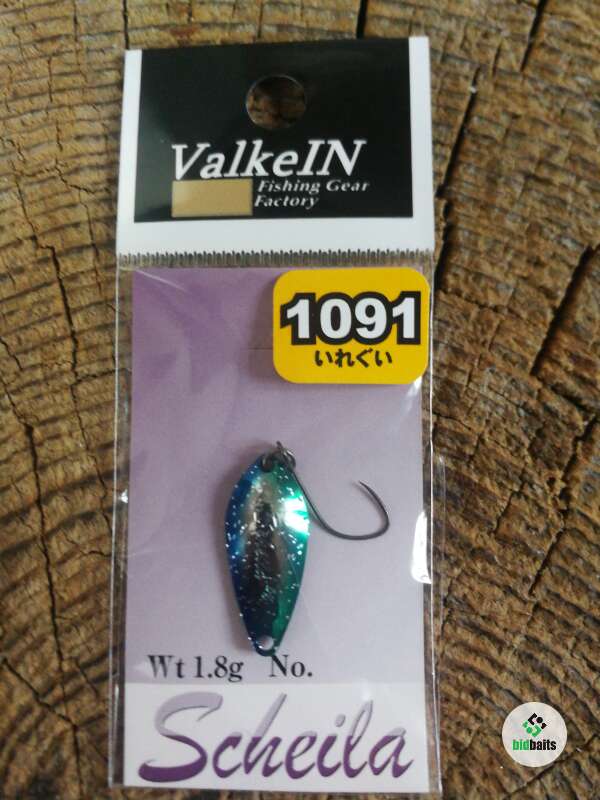 ValkeIN
Fishing Gear
Factory
1091
いれぐい
Wt 1.8g No.
Scheila
bidbaits